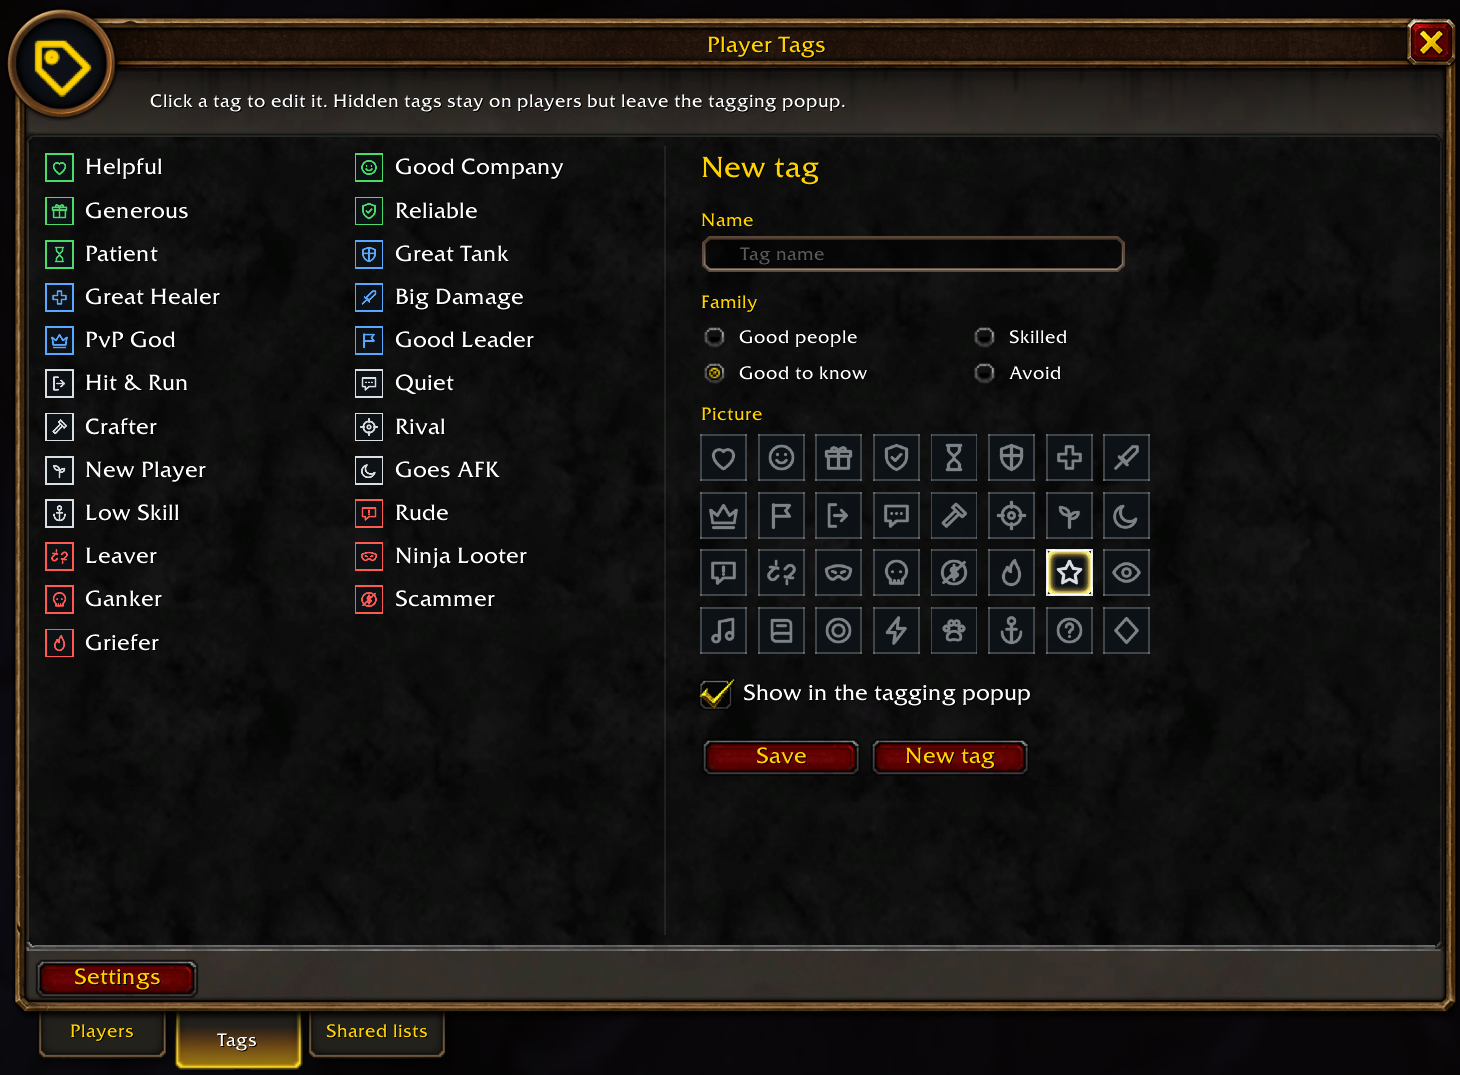 Player Tags
Click a tag to edit it. Hidden tags stay on players but leave the tagging popup.
Helpful
Good Company
Generous
Reliable
Patient
Great Tank
Great Healer
Big Damage
PvP God
Good Leader
Hit & Run
Quiet
Crafter
Rival
New Player
Goes AFK
Low Skill
Rude
Leaver
Ninja Looter
Ganker
Scammer
Griefer
New tag
Name
Tag name
Family
Good people
Skilled
Good to know
Avoid
Picture
Show in the tagging popup
Save
New tag
Settings
Players
Tags
Shared lists